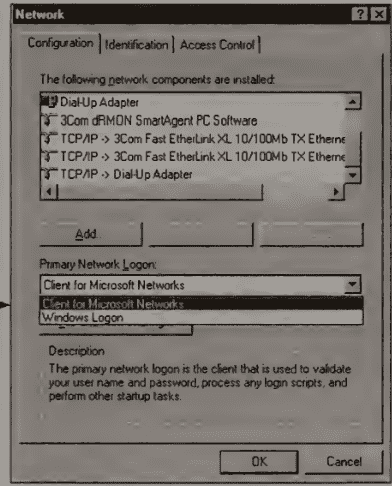 Network
Configuration Identification Access Control
The following network components are installed:
Dial-Up Adapter
3Com dRMON SmartAgent PC Software
TCP/IP -> 3Com Fast EtherLink XL 10/100Mb TX Etherne
TCP/IP -> 3Com Fast EtherLink XL 10/100Mb TX Etherne
TCP/IP -> Dial-Up Adapter
Add
Primary Network Logon:
Client for Microsoft Networks
Client for Microsoft Networks
Windows Logon
Description
The primary network logon is the client that is used to validate
your user name and password, process any login scripts, and
perform other startup tasks.
OK Cancel